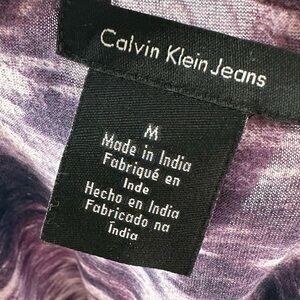 Calvin Klein Jeans
M
Made in India
Fabriqué en
Inde
Hecho en India
Fabricado na
Índia